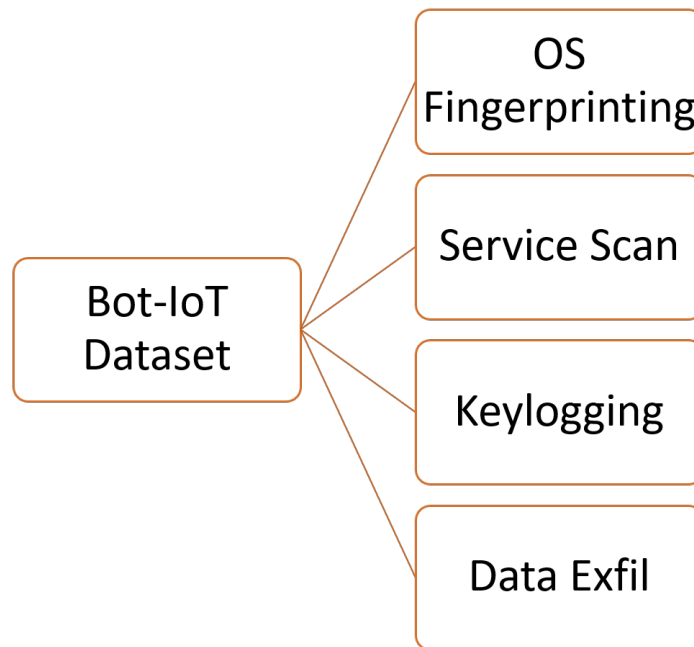 OS
Fingerprinting
Service Scan
Bot-IoT
Dataset
Keylogging
Data Exfil